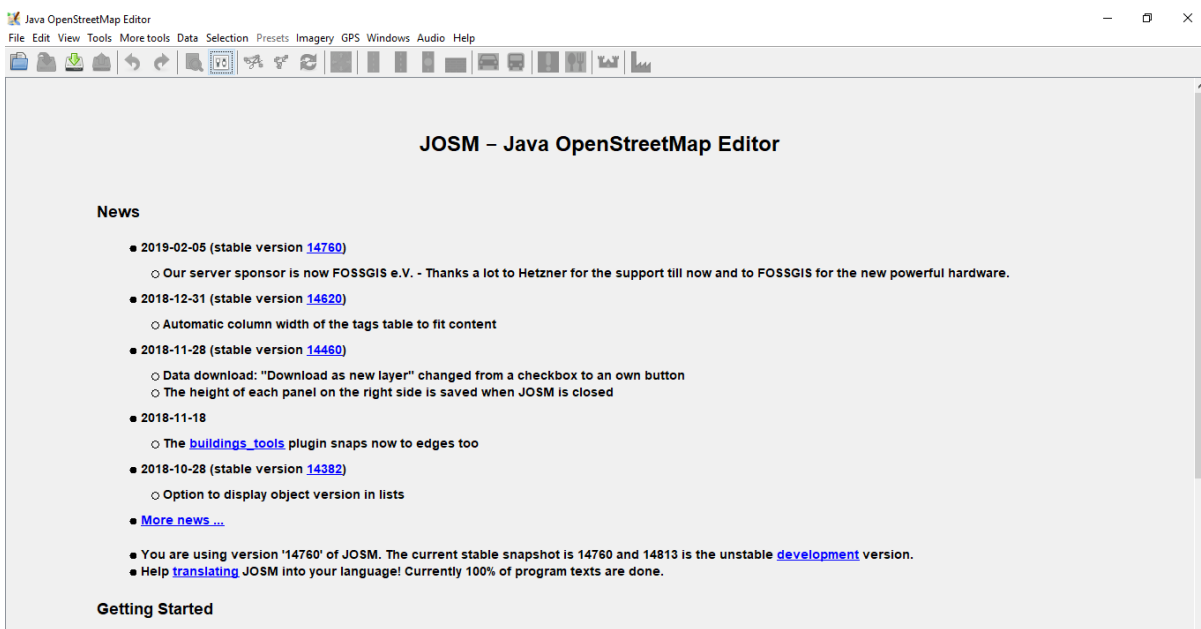 Java OpenStreetMap Editor
File Edit View Tools More tools Data Selection Presets Imagery GPS Windows Audio Help
JOSM – Java OpenStreetMap Editor
News
2019-02-05 (stable version 14760)
Our server sponsor is now FOSSGIS e.V. - Thanks a lot to Hetzner for the support till now and to FOSSGIS for the new powerful hardware.
2018-12-31 (stable version 14620)
Automatic column width of the tags table to fit content
2018-11-28 (stable version 14460)
Data download: "Download as new layer" changed from a checkbox to an own button
The height of each panel on the right side is saved when JOSM is closed
2018-11-18
The buildings_tools plugin snaps now to edges too
2018-10-28 (stable version 14382)
Option to display object version in lists
More news ...
You are using version '14760' of JOSM. The current stable snapshot is 14760 and 14813 is the unstable development version.
Help translating JOSM into your language! Currently 100% of program texts are done.
Getting Started